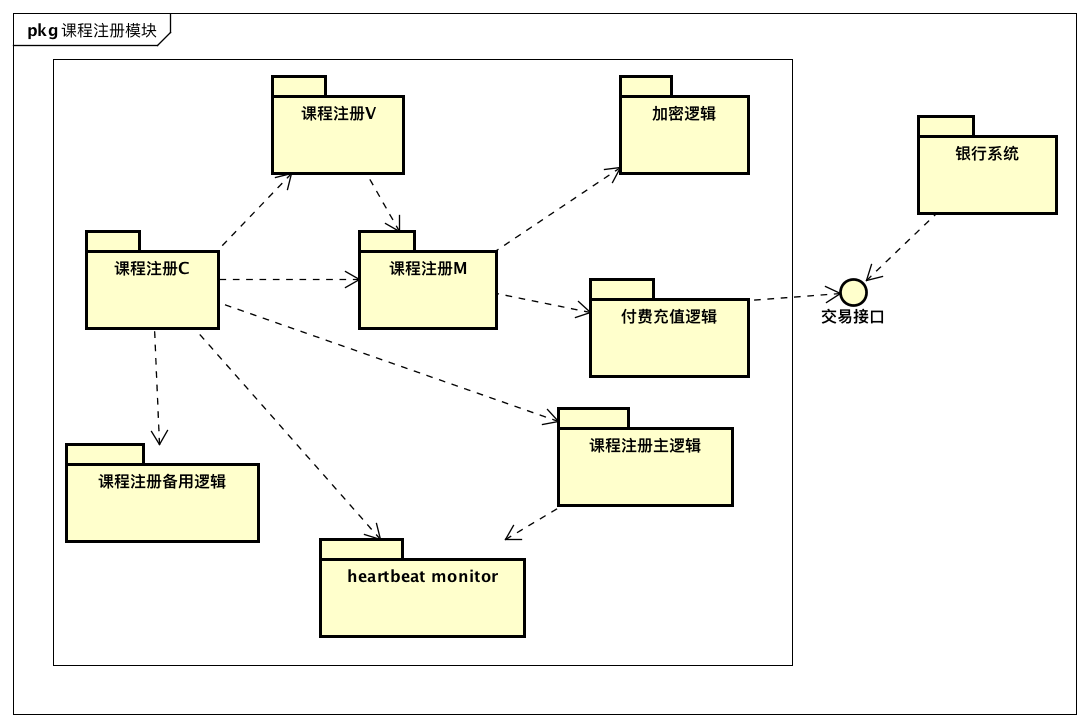 pkg 课程注册模块
课程注册V
加密逻辑
银行系统
课程注册C
课程注册M
付费充值逻辑
交易接口
课程注册主逻辑
课程注册备用逻辑
heartbeat monitor